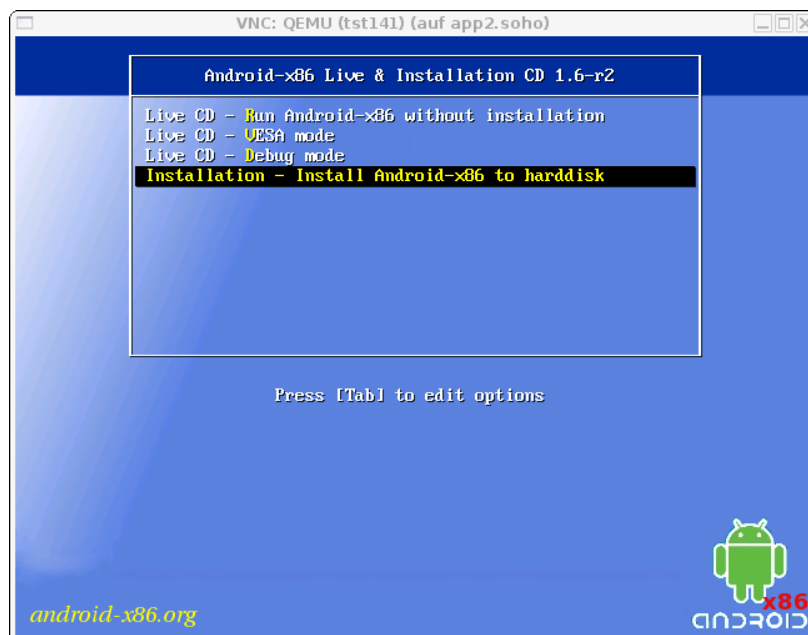 VNC: QEMU (tst141) (auf app2.soho)
Android-x86 Live & Installation CD 1.6-r2
Live CD - Run Android-x86 without installation
Live CD - VESA mode
Live CD - Debug mode
Installation - Install Android-x86 to harddisk
Press [Tab] to edit options
x86
android-x86.org
ANDROID